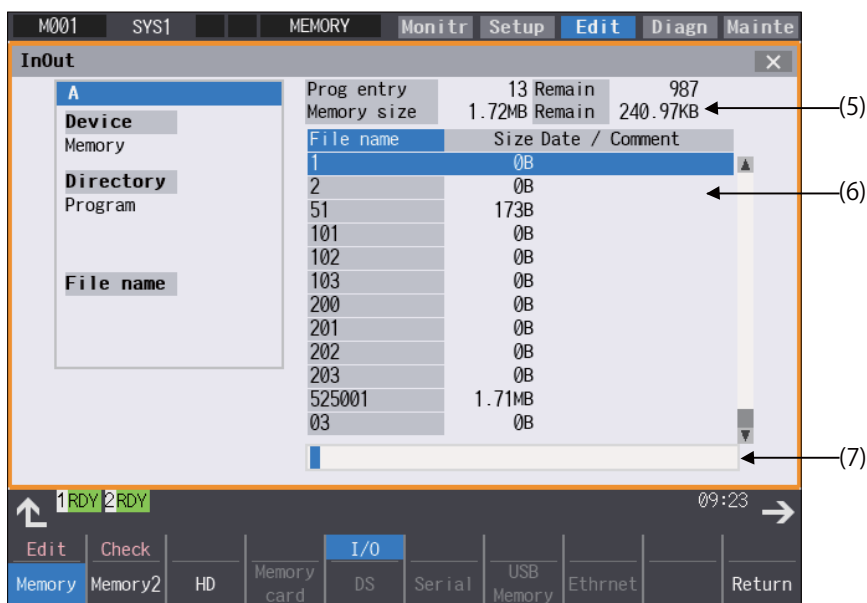 M001 SYS1 MEMORY Monitr Setup Edit Diagn Mainte
InOut
A
Device
Memory
Directory
Program
File name
Prog entry 13 Remain 987
Memory size 1.72MB Remain 240.97KB
(5)
File name Size Date / Comment
1 0B
2 0B
(6)
51 173B
101 0B
102 0B
103 0B
200 0B
201 0B
202 0B
203 0B
525001 1.71MB
03 0B
(7)
1RDY 2RDY 09:23
Edit Check I/O
Memory Memory2 HD Memory card DS Serial USB Memory Ethrnet Return